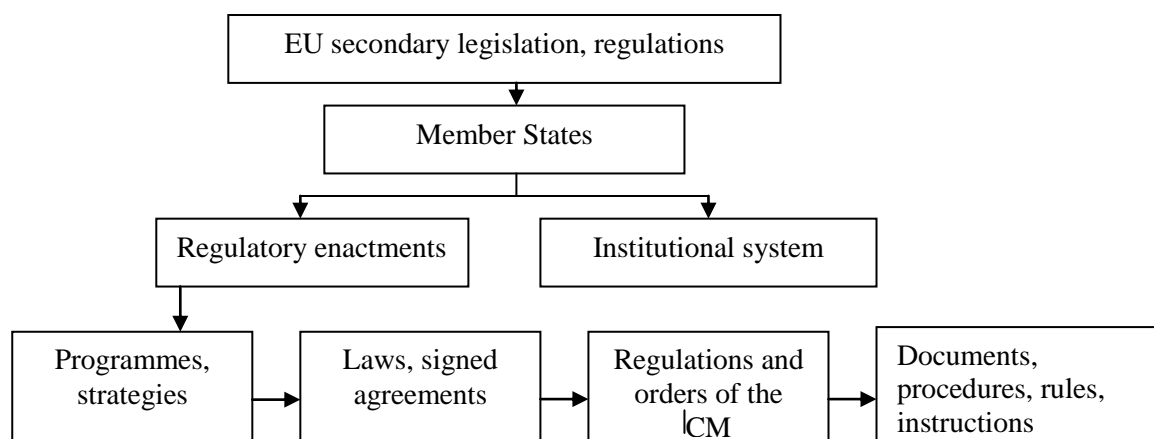 EU secondary legislation, regulations
Member States
Regulatory enactments
Institutional system
Programmes,
strategies
Laws, signed
agreements
Regulations and
orders of the
CM
Documents,
procedures, rules,
instructions